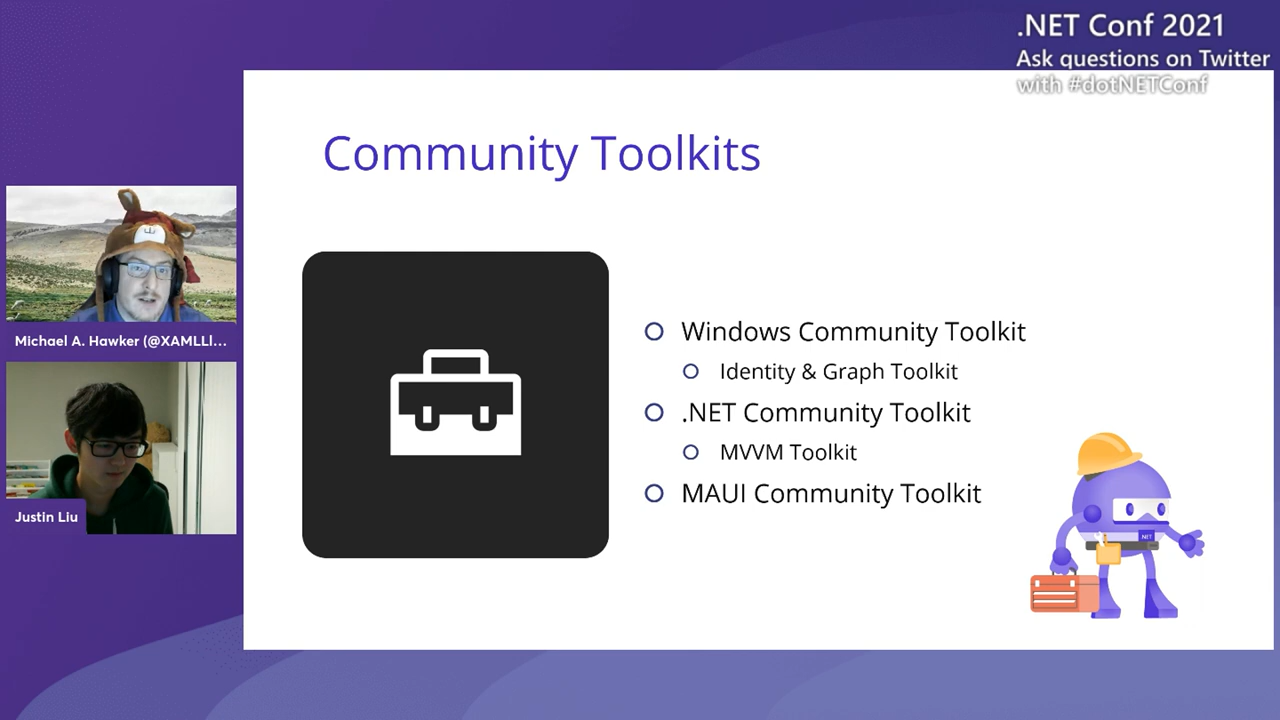 .NET Conf 2021
Ask questions on Twitter
with #dotNETConf
Community Toolkits
Michael A. Hawker (@XAMLLl...
Justin Liu
Windows Community Toolkit
Identity & Graph Toolkit
.NET Community Toolkit
MVVM Toolkit
MAUI Community Toolkit
.NET